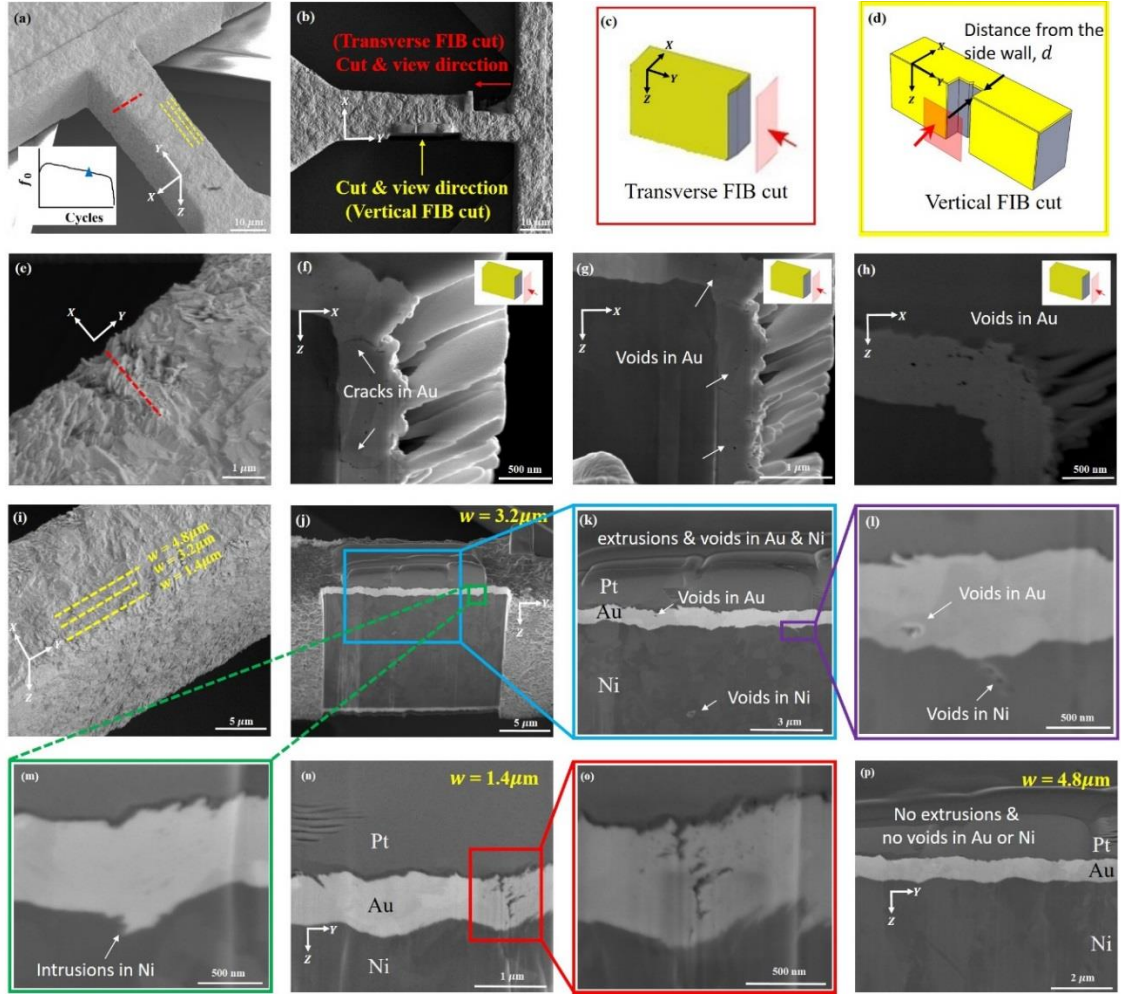 (a)
f0
Cycles
X
Y
Z
10 μm
(b)
(Transverse FIB cut)
Cut & view direction
X
Y
Cut & view direction
(Vertical FIB cut)
10 μm
(c)
X
Y
Z
Transverse FIB cut
(d)
Distance from the
side wall, d
X
Y
Z
Vertical FIB cut
(e)
X
Y
1 μm
(f)
X
Z
Cracks in Au
500 nm
(g)
X
Z
Voids in Au
1 μm
(h)
X
Z
Voids in Au
500 nm
(i)
w = 4.8μm
w = 3.2μm
w = 1.4μm
X
Y
Z
5 μm
(j)
w = 3.2μm
Y
Z
5 μm
(k)
extrusions & voids in Au & Ni
Pt
Voids in Au
Au
Ni
Voids in Ni
3 μm
(l)
Voids in Au
Voids in Ni
500 nm
(m)
Intrusions in Ni
500 nm
(n)
w = 1.4μm
Pt
Au
Y
Z
Ni
1 μm
(o)
500 nm
(p)
w = 4.8μm
No extrusions &
no voids in Au or Ni
Pt
Au
Y
Z
Ni
2 μm